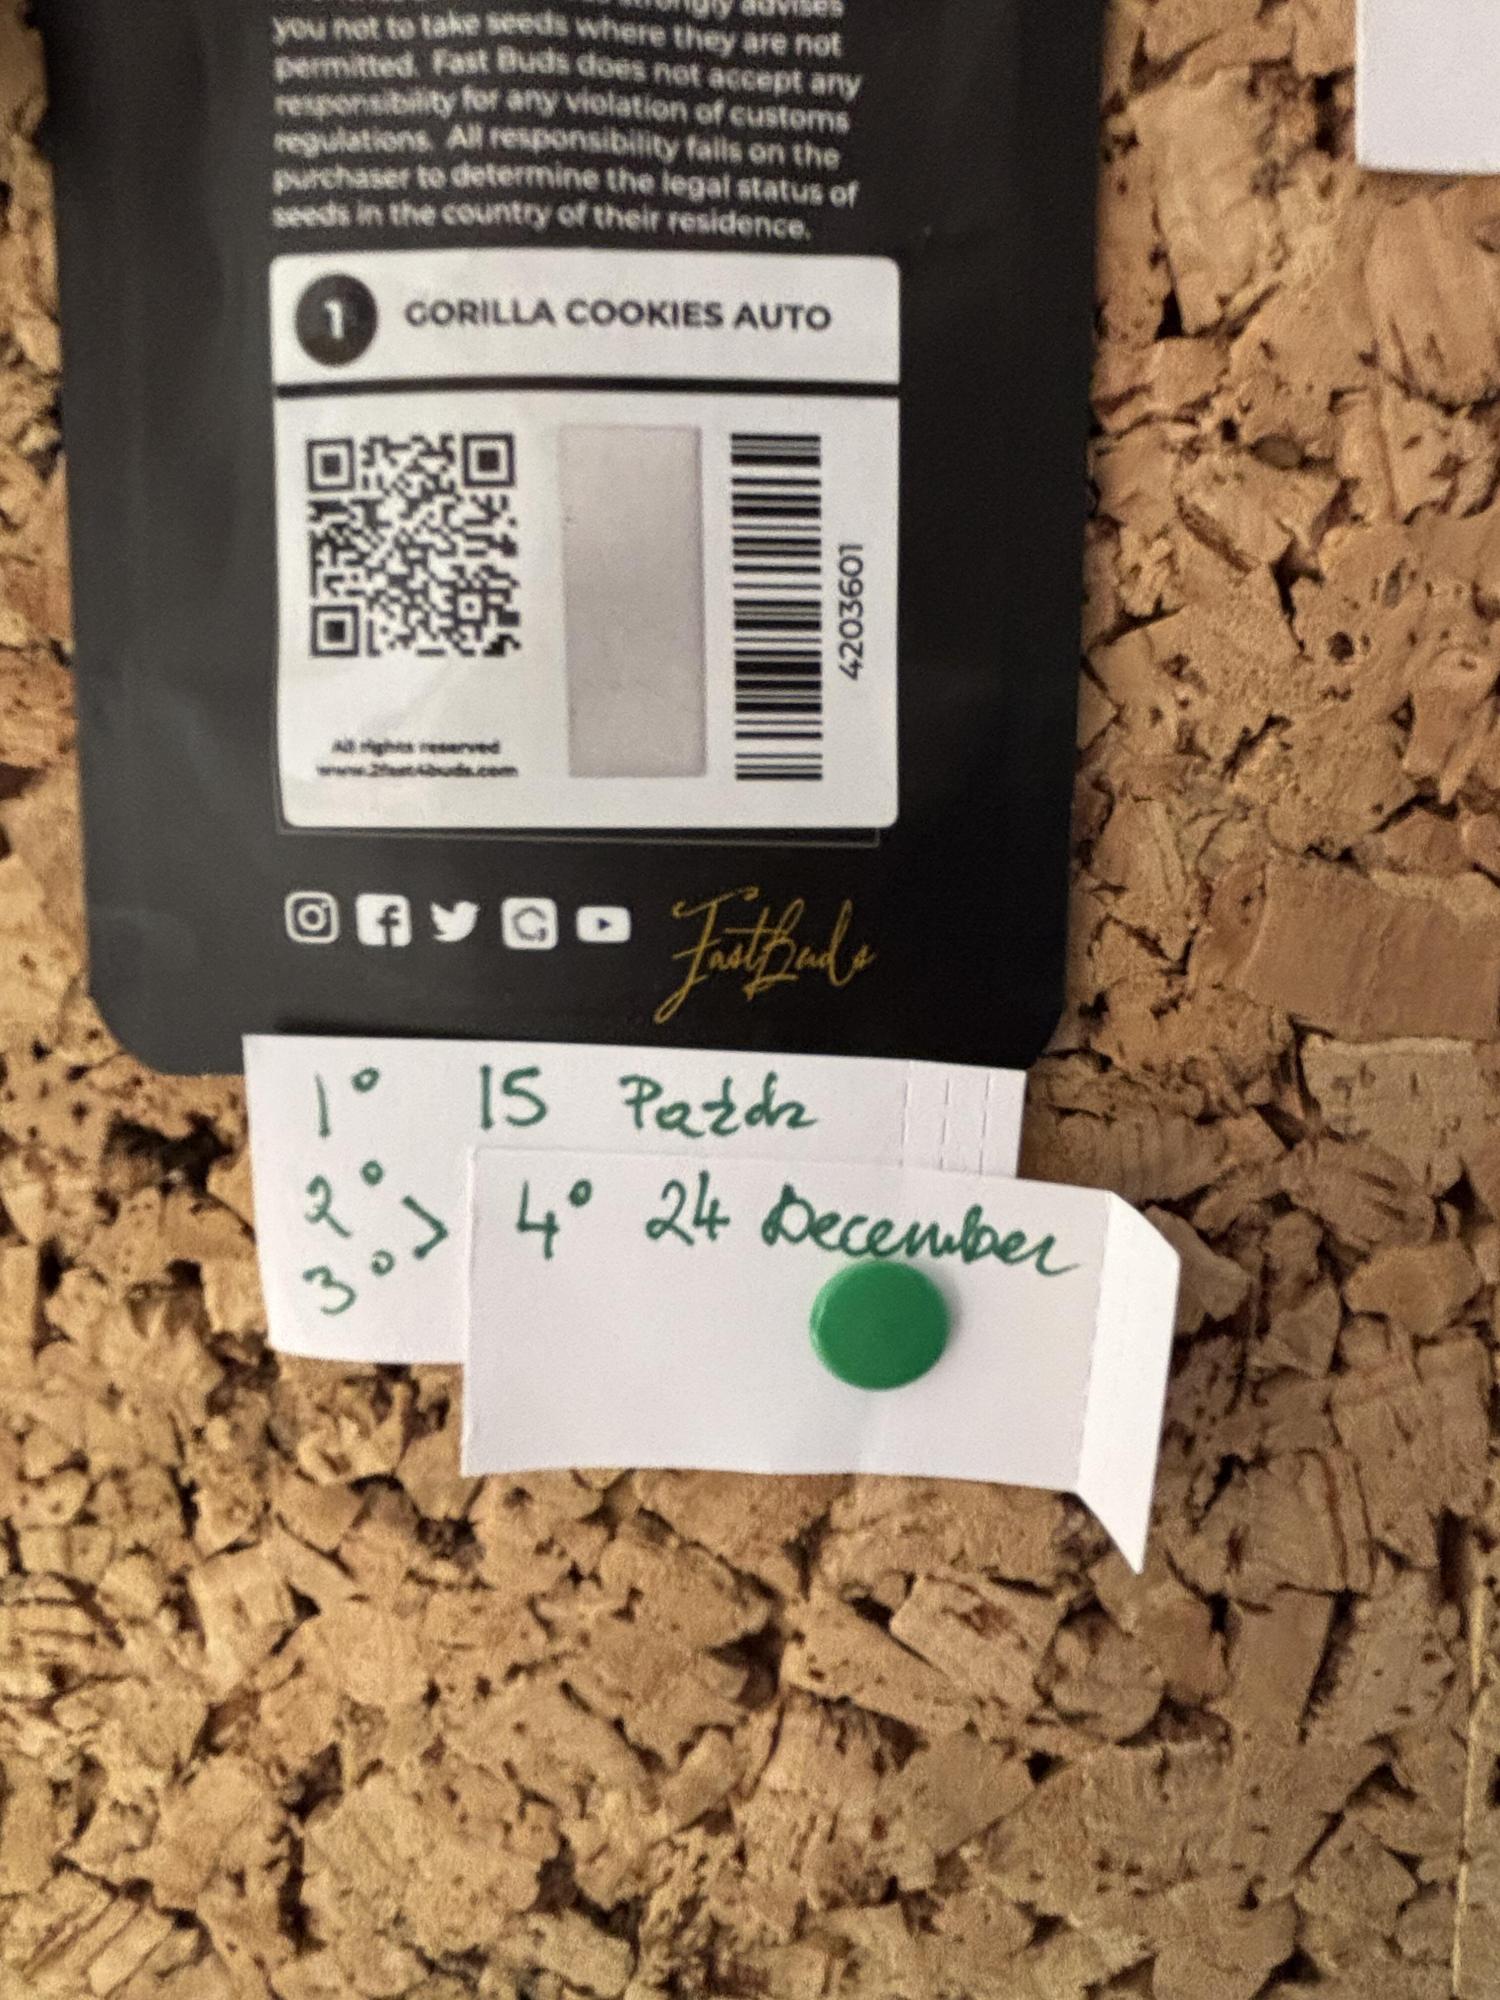 strongly advises
you not to take seeds where they are not
permitted. Fast Buds does not accept any
responsibility for any violation of customs
regulations. All responsibility falls on the
purchaser to determine the legal status of
seeds in the country of their residence.
1 GORILLA COOKIES AUTO
4203601
All rights reserved
www.2fast4buds.com
FastBuds
1° 15 Paźdz
2° >
3°
4° 24 December